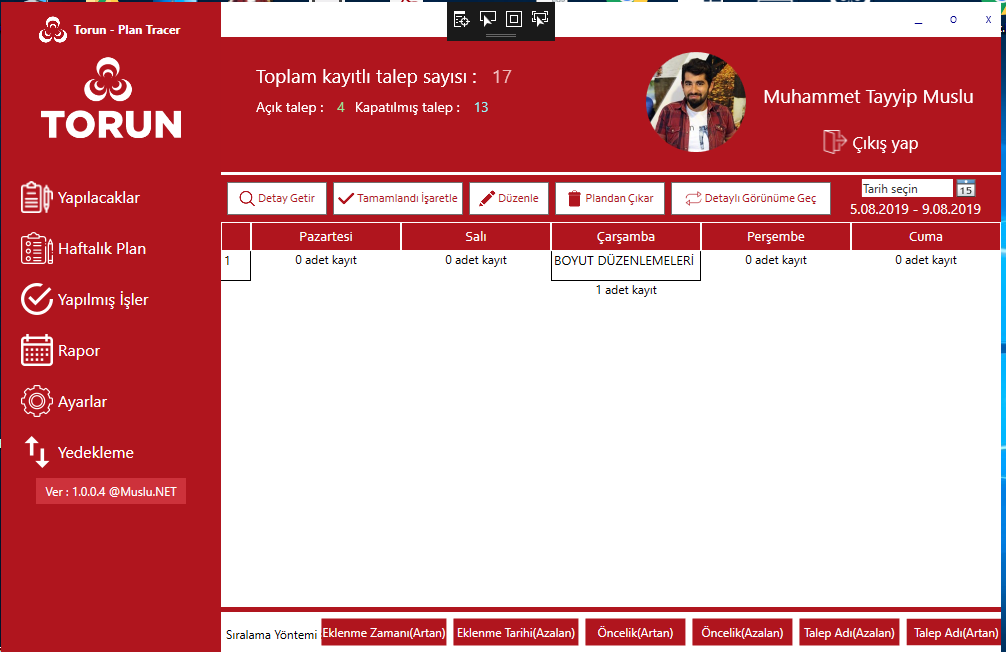 Torun - Plan Tracer
_ o x
TORUN
Toplam kayıtlı talep sayısı : 17
Açık talep : 4 Kapatılmış talep : 13
Muhammet Tayyip Muslu
Çıkış yap
Yapılacaklar
Haftalık Plan
Yapılmış İşler
Rapor
Ayarlar
Yedekleme
Ver : 1.0.0.4 @Muslu.NET
Detay Getir Tamamlandı İşaretle Düzenle Plandan Çıkar Detaylı Görünüme Geç
Tarih seçin 15
5.08.2019 - 9.08.2019
Pazartesi Salı Çarşamba Perşembe Cuma
1 0 adet kayıt 0 adet kayıt BOYUT DÜZENLEMELERİ 0 adet kayıt 0 adet kayıt
1 adet kayıt
Sıralama Yöntemi : Eklenme Zamanı(Artan) Eklenme Tarihi(Azalan) Öncelik(Artan) Öncelik(Azalan) Talep Adı(Azalan) Talep Adı(Artan)